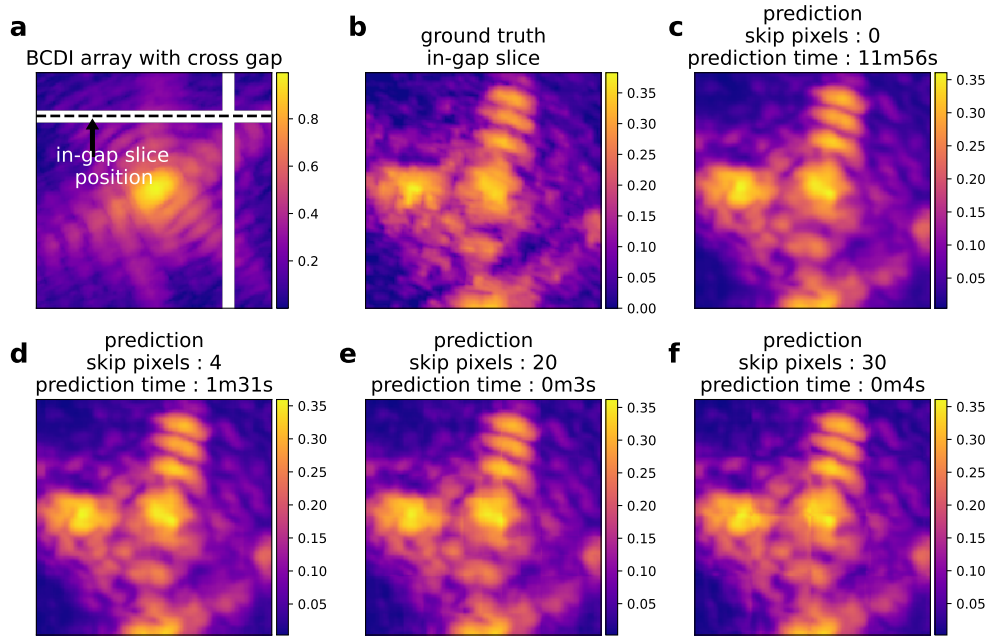 a
BCDI array with cross gap
in-gap slice
position
0.8
0.6
0.4
0.2
b
ground truth
in-gap slice
0.35
0.30
0.25
0.20
0.15
0.10
0.05
0.00
c
prediction
skip pixels : 0
prediction time : 11m56s
0.35
0.30
0.25
0.20
0.15
0.10
0.05
d
prediction
skip pixels : 4
prediction time : 1m31s
0.35
0.30
0.25
0.20
0.15
0.10
0.05
e
prediction
skip pixels : 20
prediction time : 0m3s
0.35
0.30
0.25
0.20
0.15
0.10
0.05
f
prediction
skip pixels : 30
prediction time : 0m4s
0.35
0.30
0.25
0.20
0.15
0.10
0.05